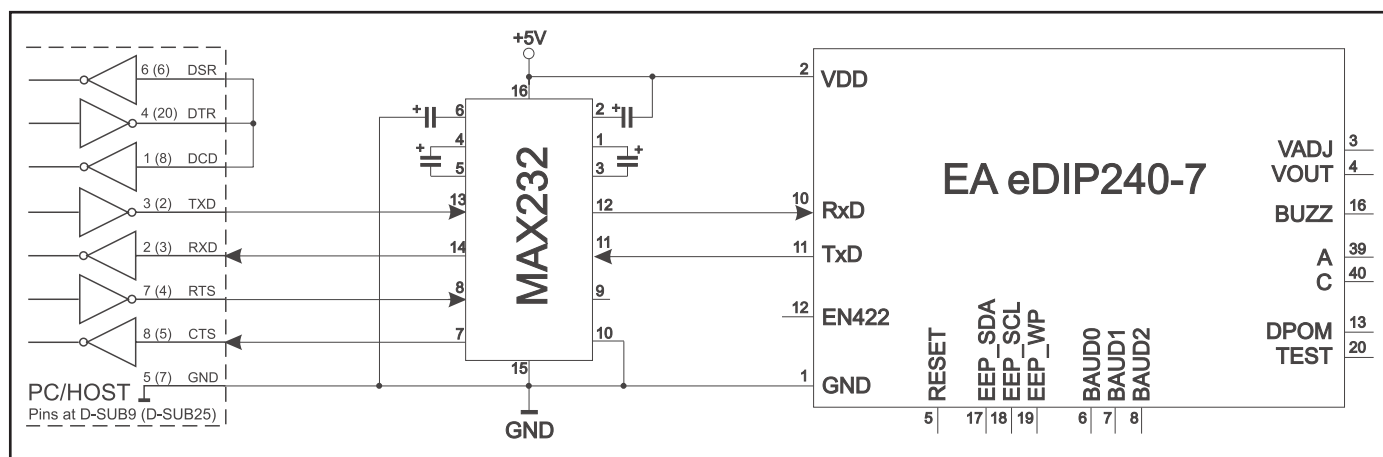 +5V
6 (6) DSR
4 (20) DTR
1 (8) DCD
3 (2) TXD
2 (3) RXD
7 (4) RTS
8 (5) CTS
5 (7) GND
PC/HOST
Pins at D-SUB9 (D-SUB25)
16
+ 6
2 +
4
+
5
1
+
3
13
12
14
11
8
9
7
10
15
MAX232
GND
EA eDIP240-7
2 VDD
10 RxD
11 TxD
12 EN422
1 GND
VADJ 3
VOUT 4
BUZZ 16
A 39
C 40
DPOM 13
TEST 20
RESET
EEP_SDA
EEP_SCL
EEP_WP
BAUD0
BAUD1
BAUD2
5 17 18 19 6 7 8